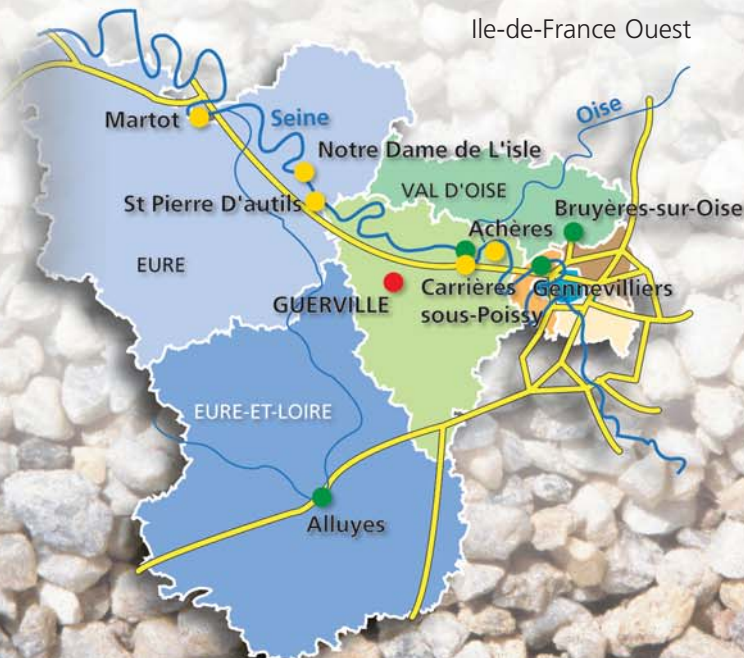 Ile-de-France Ouest
Oise
Martot
Seine
Notre Dame de L'isle
VAL D'OISE
St Pierre D'autils
Bruyères-sur-Oise
Achères
EURE
GUERVILLE
Carrières
sous-Poissy
Gennevilliers
EURE-ET-LOIRE
Alluyes